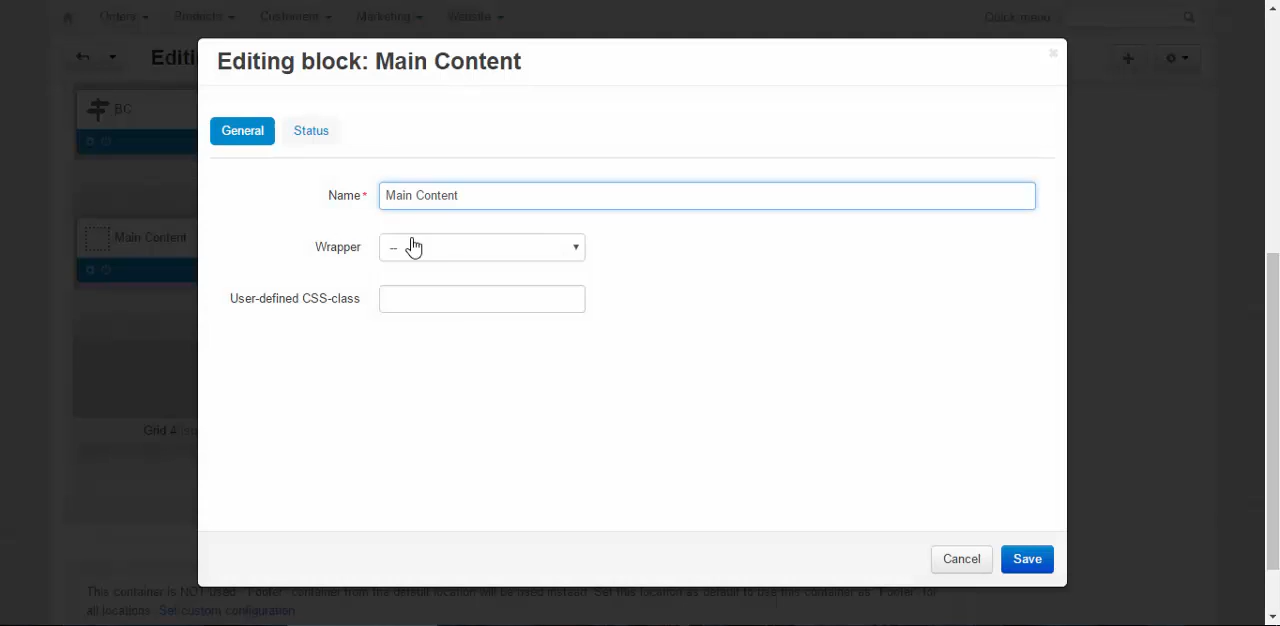 Orders Products Customers Marketing Website Quick menu
Editi
Editing block: Main Content
BC
General Status
Name* Main Content
Main Content
Wrapper --
User-defined CSS-class
Grid 4
Cancel Save
This container is NOT used. "Footer" container from the default location will be used instead. Set this location as default to use this container as "Footer" for
all locations. Set custom configuration